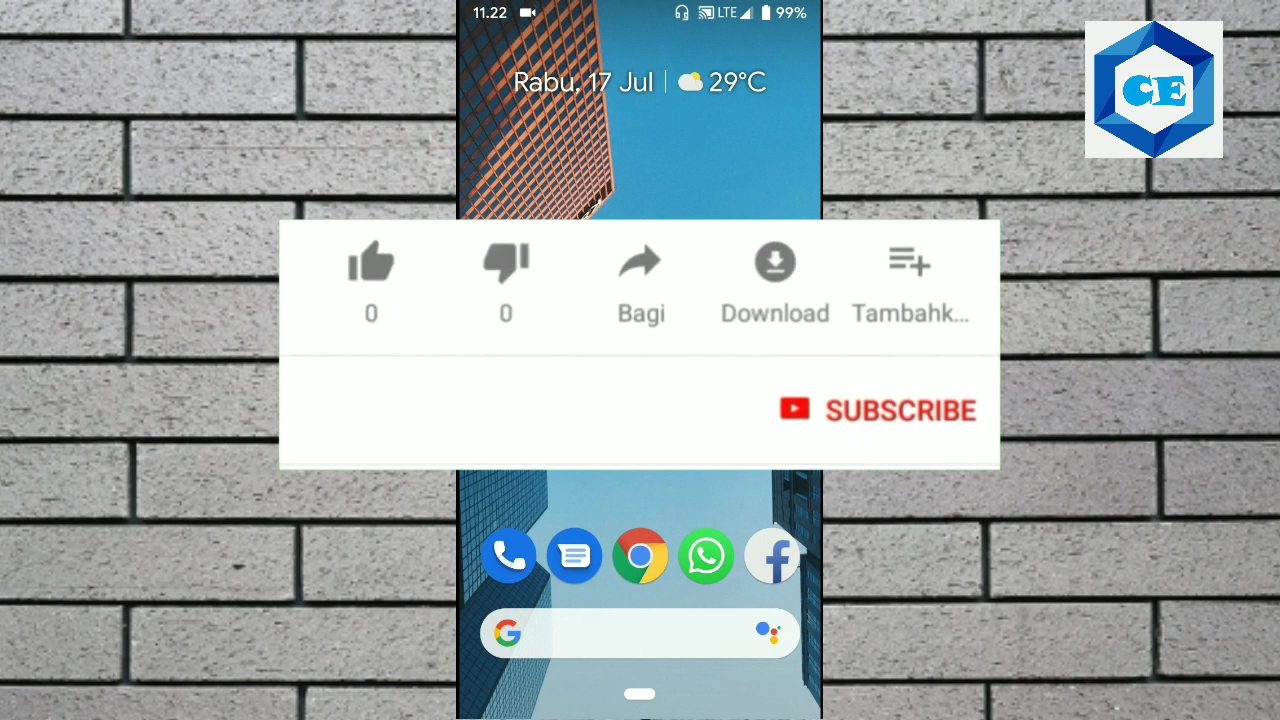 11.22 LTE 99%
CE
Rabu, 17 Jul 29°C
0 0 Bagi Download Tambahk...
SUBSCRIBE